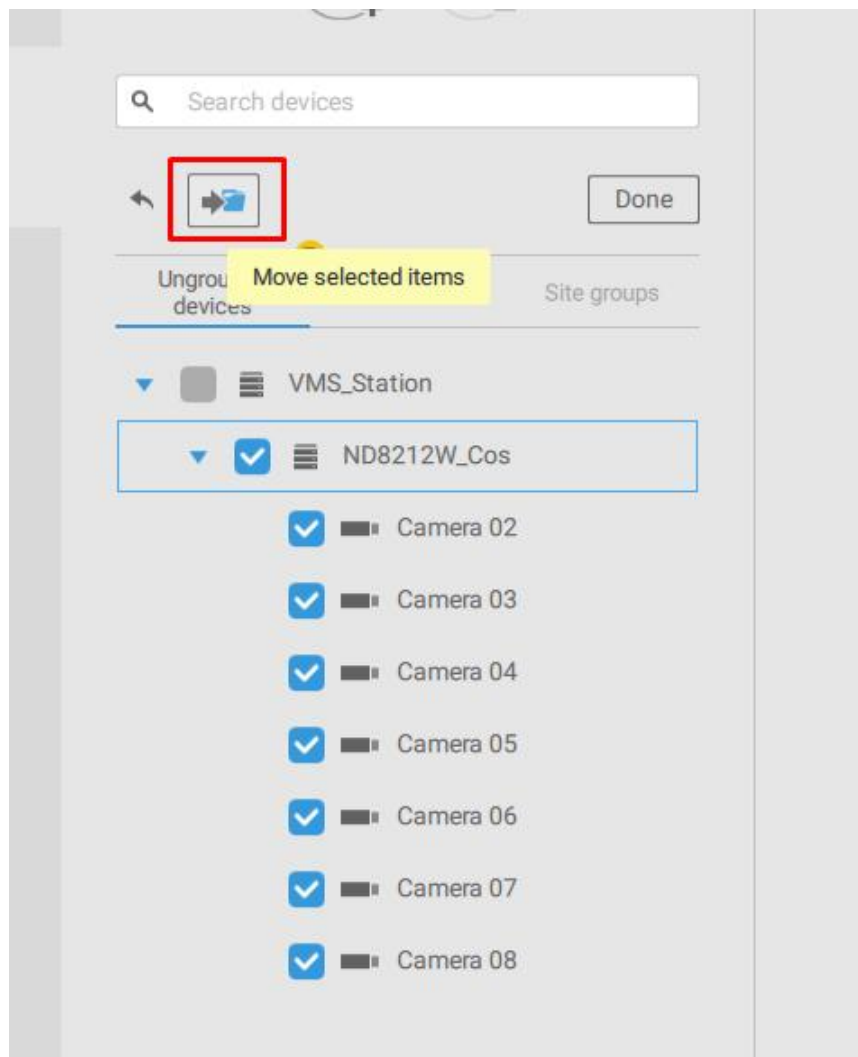 Search devices
Done
Move selected items
Ungrou
devices
Site groups
VMS_Station
ND8212W_Cos
Camera 02
Camera 03
Camera 04
Camera 05
Camera 06
Camera 07
Camera 08